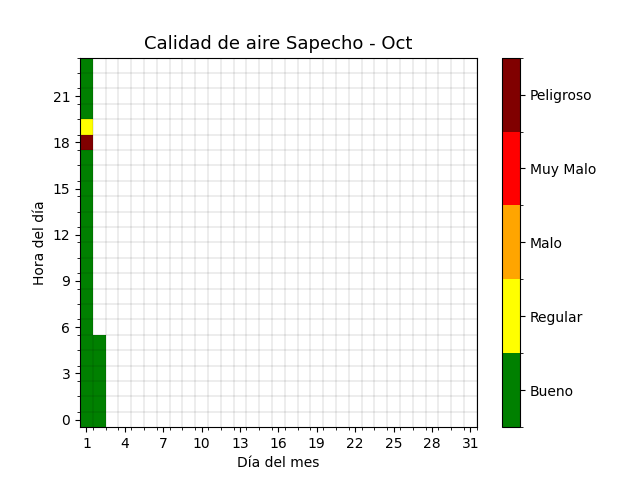 Calidad de aire Sapecho - Oct
Hora del día
21
18
15
12
9
6
3
0
1 4 7 10 13 16 19 22 25 28 31
Día del mes
Peligroso
Muy Malo
Malo
Regular
Bueno